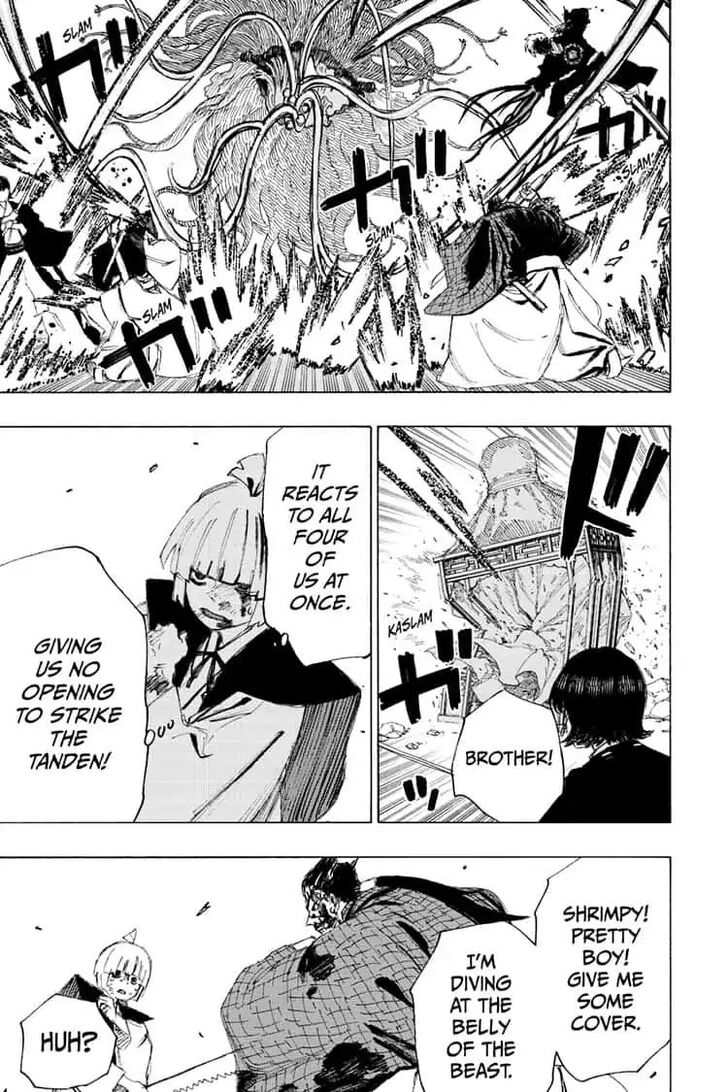 SLAM
ガガ
SLAM
ガガ
SLAM
ガガ
SLAM
SLAM
BROTHER!
KASLAM
ガン
IT
REACTS
TO ALL
FOUR
OF
US AT
ONCE.
GIVING
US NO
OPENING
TO STRIKE
THE
TANDEN!
SHRIMPY!
PRETTY
BOY!
GIVE ME
SOME
COVER.
I'M
DIVING
AT THE
BELLY
OF THE
BEAST.
HUH?